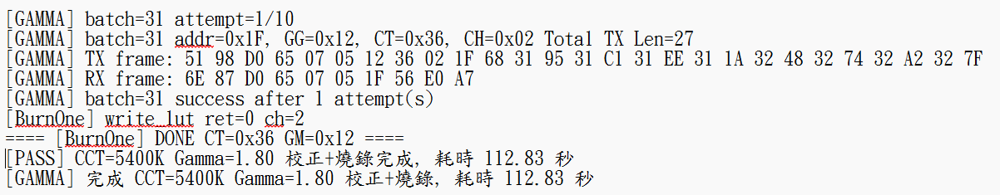 [GAMMA] batch=31 attempt=1/10
[GAMMA] batch=31 addr=0x1F, GG=0x12, CT=0x36, CH=0x02 Total TX Len=27
[GAMMA] TX frame: 51 98 D0 65 07 05 12 36 02 1F 68 31 95 31 C1 31 EE 31 1A 32 48 32 74 32 A2 32 7F
[GAMMA] RX frame: 6E 87 D0 65 07 05 1F 56 E0 A7
[GAMMA] batch=31 success after 1 attempt(s)
[BurnOne] write_lut ret=0 ch=2
==== [BurnOne] DONE CT=0x36 GM=0x12 ====
[PASS] CCT=5400K Gamma=1.80 校正+燒錄完成, 耗時 112.83 秒
[GAMMA] 完成 CCT=5400K Gamma=1.80 校正+燒錄, 耗時 112.83 秒